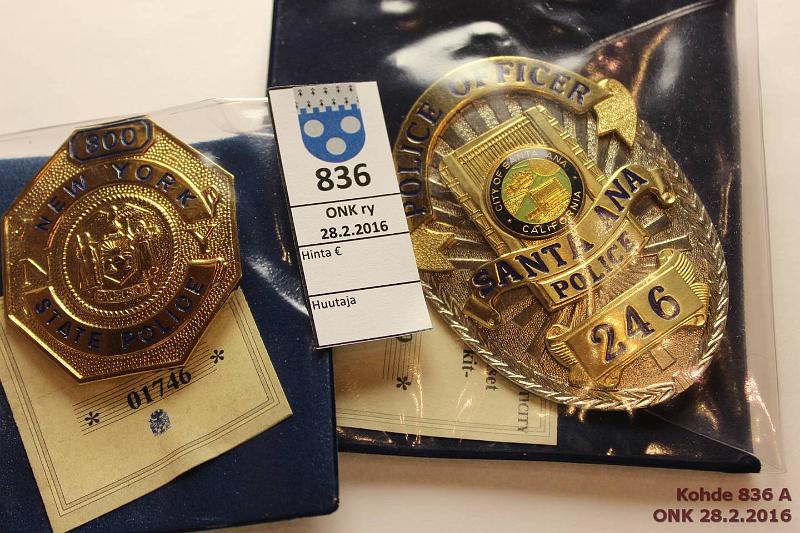 800
NEW YORK
STATE POLICE
01746
836
ONK ry
28.2.2016
Hinta €
Huutaja
POLICE OFFICER
CITY OF SANTA ANA
CALIFORNIA
SANTA ANA
POLICE
246
Kohde 836 A
ONK 28.2.2016